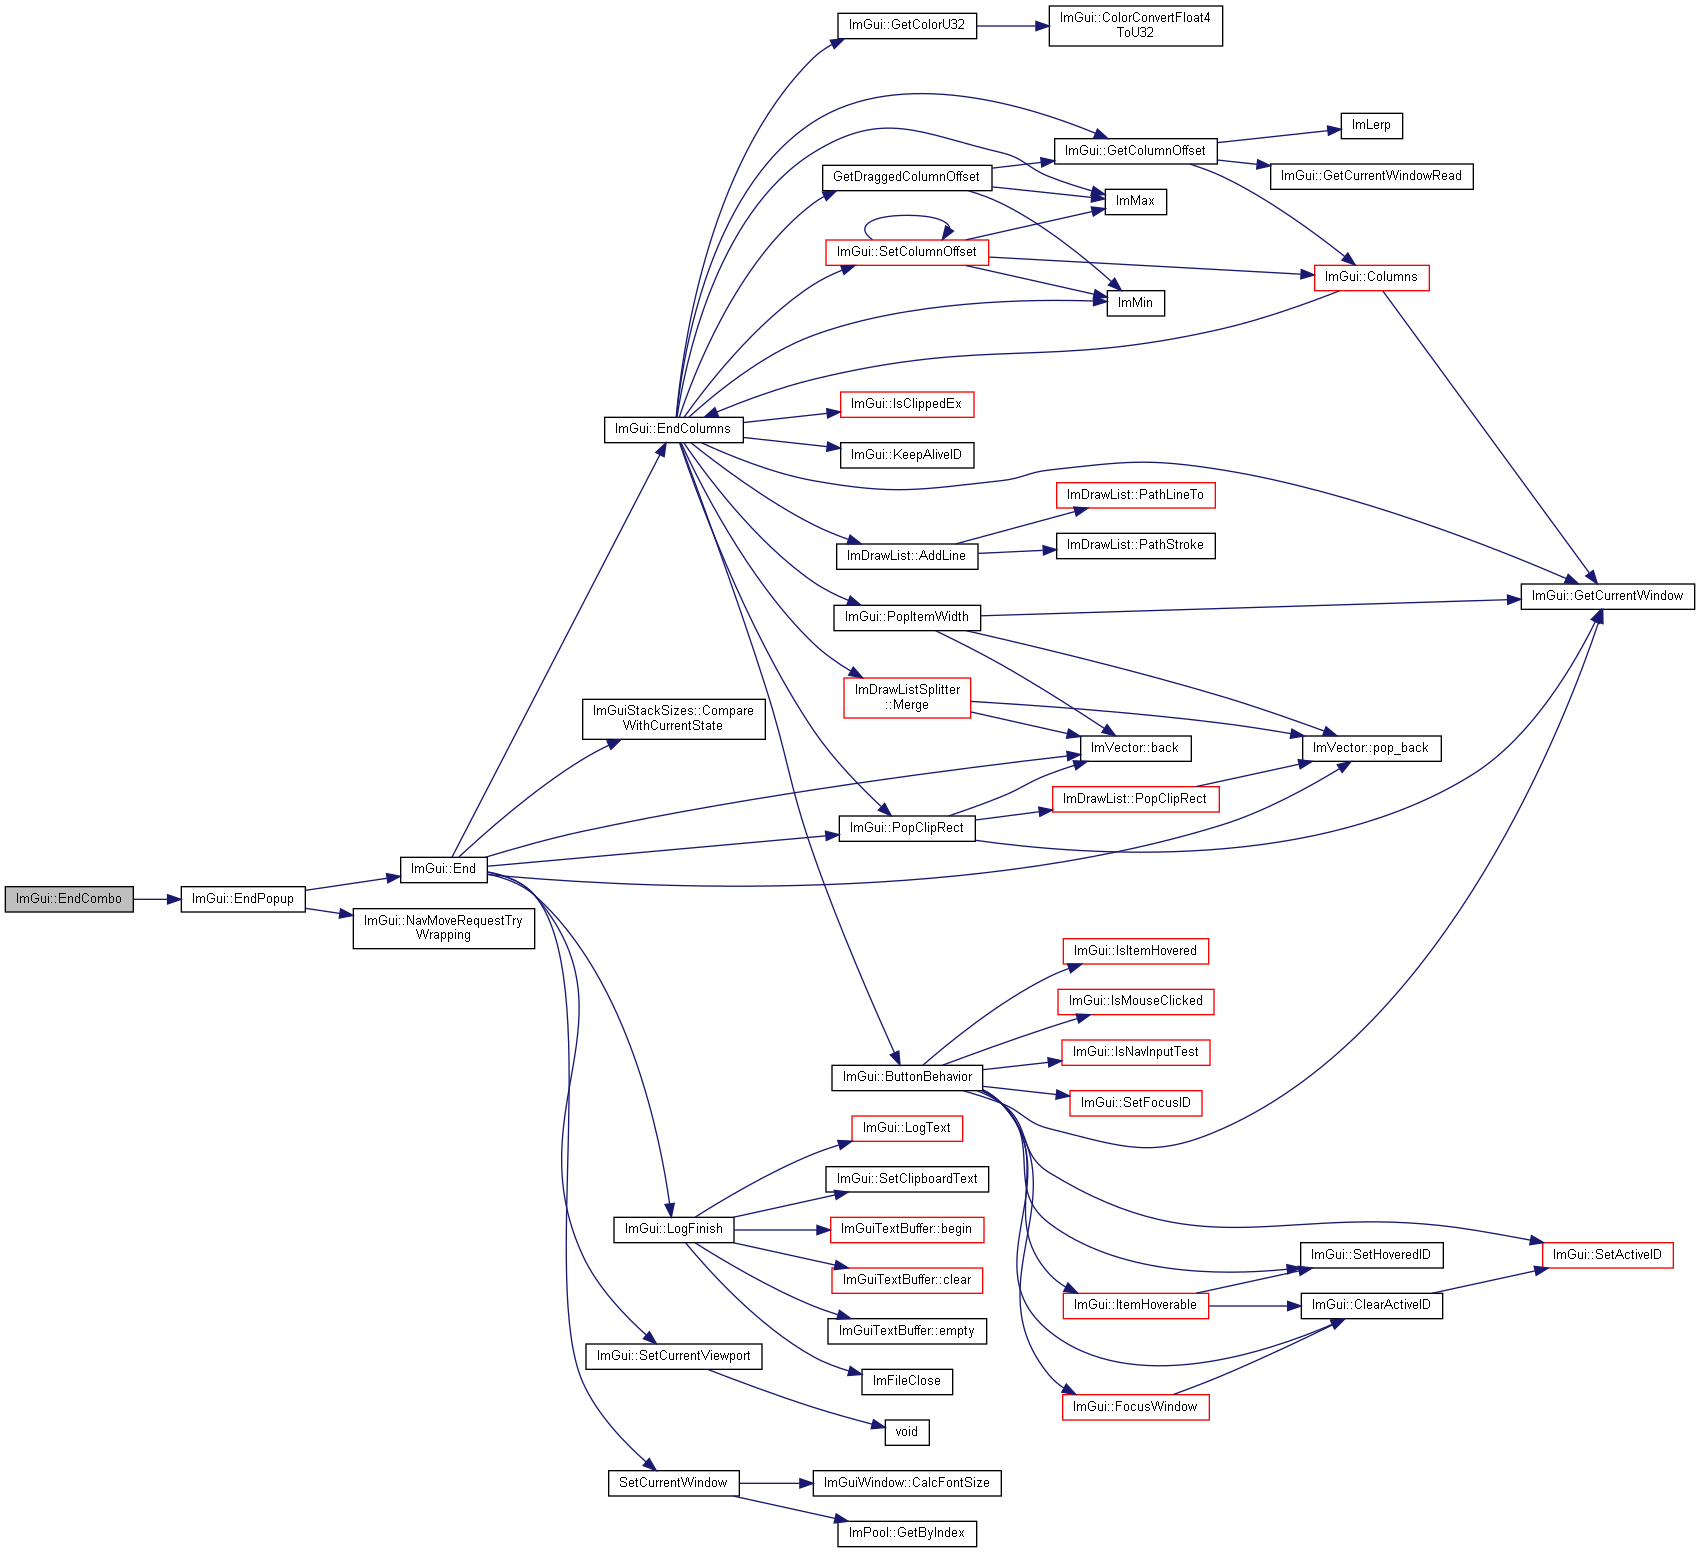 ImGui::GetColorU32
ImGui::ColorConvertFloat4
ToU32
ImLerp
ImGui::GetColumnOffset
GetDraggedColumnOffset
ImGui::GetCurrentWindowRead
ImMax
ImGui::SetColumnOffset
ImGui::Columns
ImMin
ImGui::IsClippedEx
ImGui::EndColumns
ImGui::KeepAliveID
ImDrawList::PathLineTo
ImDrawList::AddLine
ImDrawList::PathStroke
ImGui::GetCurrentWindow
ImGui::PopItemWidth
ImDrawListSplitter
::Merge
ImGuiStackSizes::Compare
WithCurrentState
ImVector::back
ImVector::pop_back
ImDrawList::PopClipRect
ImGui::PopClipRect
ImGui::End
ImGui::EndCombo
ImGui::EndPopup
ImGui::NavMoveRequestTry
Wrapping
ImGui::IsItemHovered
ImGui::IsMouseClicked
ImGui::IsNavInputTest
ImGui::ButtonBehavior
ImGui::SetFocusID
ImGui::LogText
ImGui::SetClipboardText
ImGui::LogFinish
ImGuiTextBuffer::begin
ImGui::SetHoveredID
ImGui::SetActiveID
ImGuiTextBuffer::clear
ImGui::ItemHoverable
ImGui::ClearActiveID
ImGuiTextBuffer::empty
ImGui::SetCurrentViewport
ImFileClose
ImGui::FocusWindow
void
SetCurrentWindow
ImGuiWindow::CalcFontSize
ImPool::GetByIndex